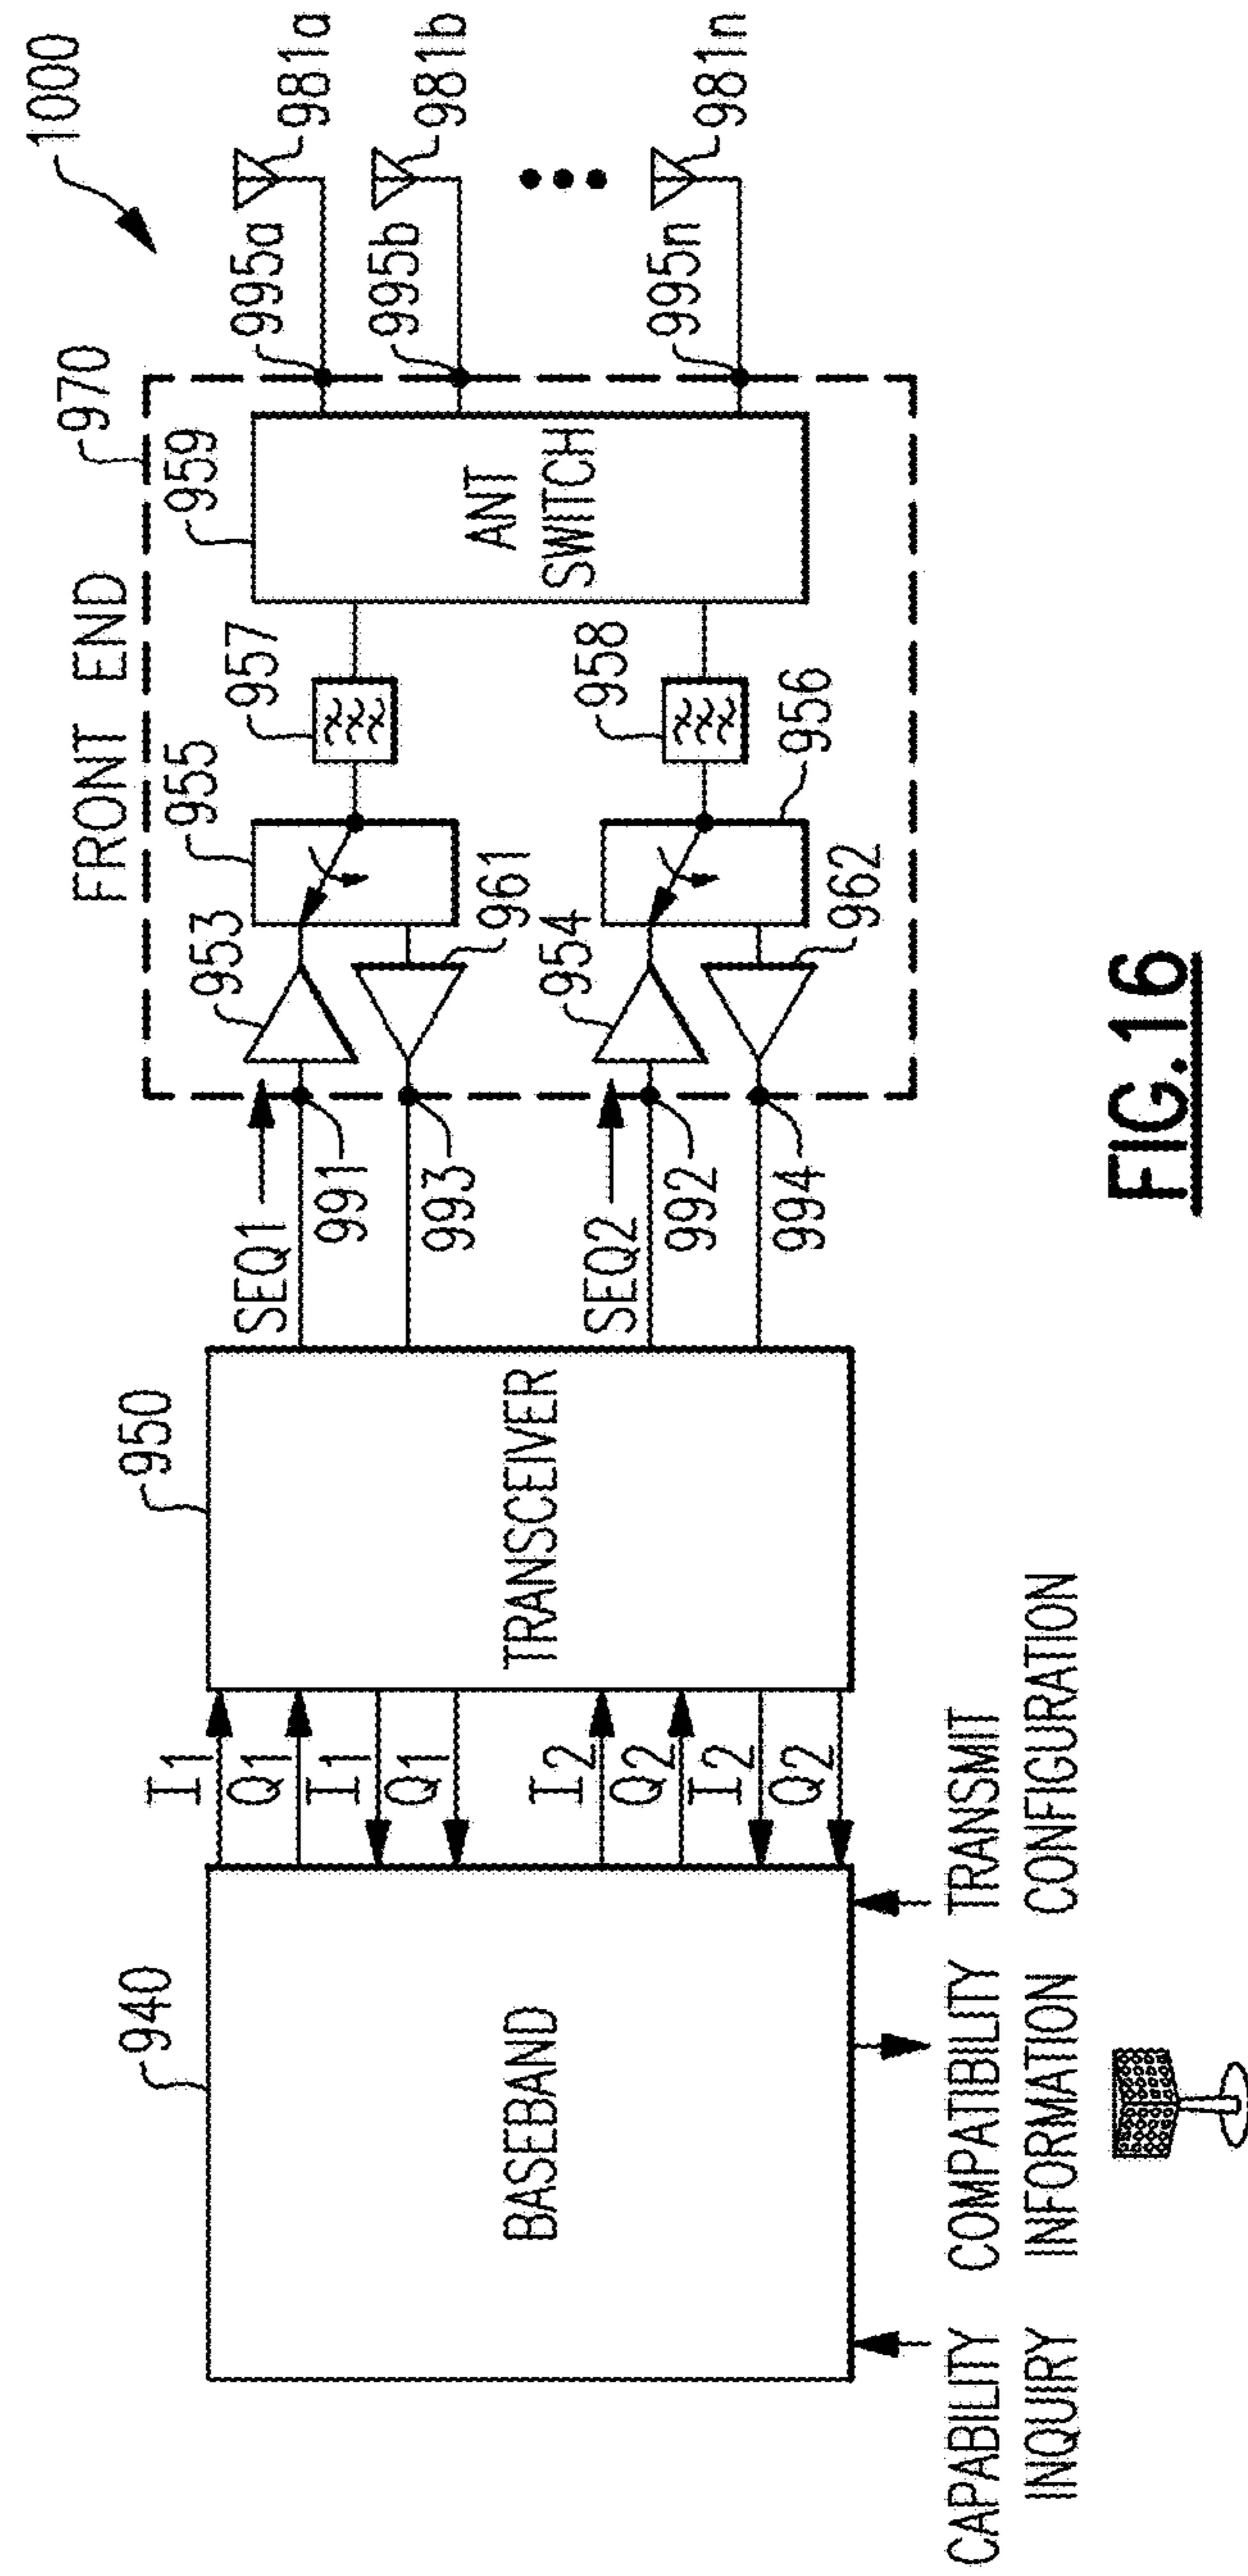 1000
970
FRONT END
981a
981b
981n
995a
995b
995n
959
ANT
SWITCH
957
958
955
956
953
961
954
962
SEQ1
991
993
SEQ2
992
994
950
TRANSCEIVER
I1
Q1
I1
Q1
I2
Q2
I2
Q2
940
BASEBAND
CAPABILITY
INQUIRY
COMPATIBILITY
INFORMATION
TRANSMIT
CONFIGURATION
FIG.16